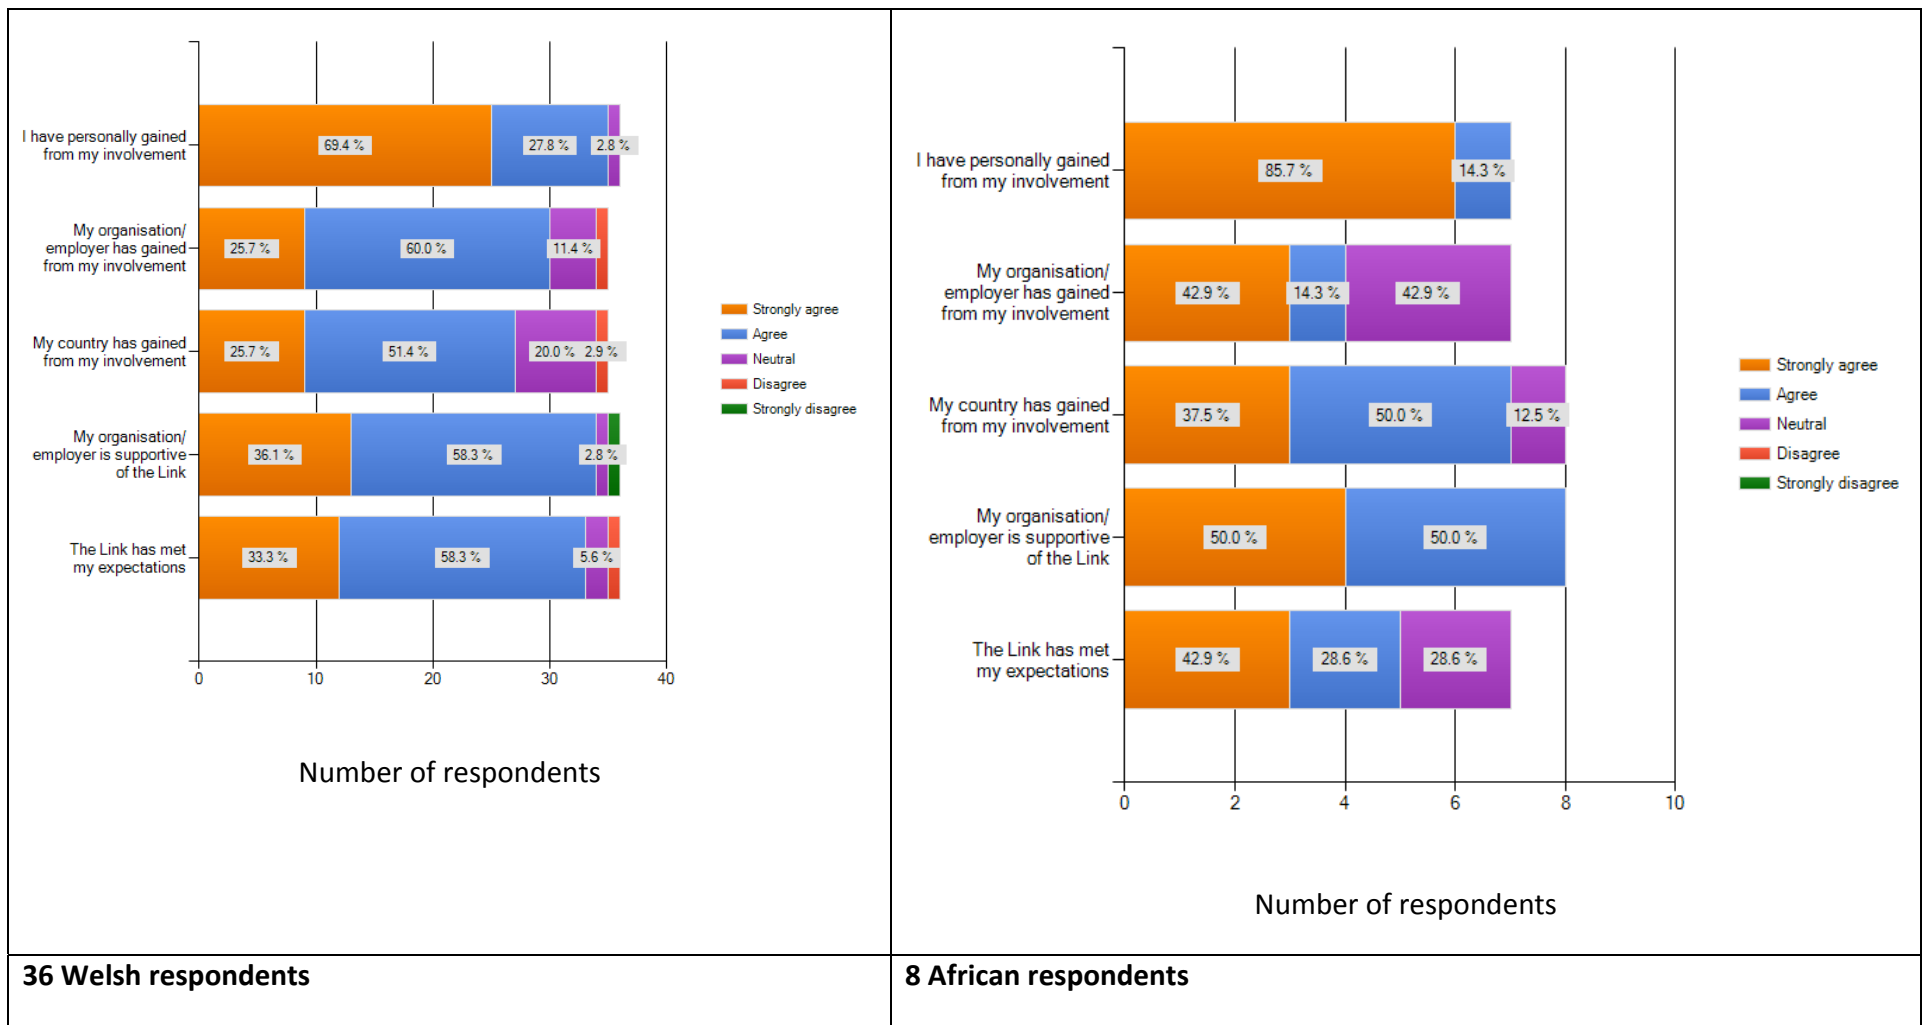 I have personally gained
from my involvement
69.4 %
27.8 %
2.8 %
My organisation/
employer has gained
from my involvement
25.7 %
60.0 %
11.4 %
My country has gained
from my involvement
25.7 %
51.4 %
20.0 %
2.9 %
My organisation/
employer is supportive
of the Link
36.1 %
58.3 %
2.8 %
The Link has met
my expectations
33.3 %
58.3 %
5.6 %
0
10
20
30
40
Strongly agree
Agree
Neutral
Disagree
Strongly disagree
Number of respondents
36 Welsh respondents
I have personally gained
from my involvement
85.7 %
14.3 %
My organisation/
employer has gained
from my involvement
42.9 %
14.3 %
42.9 %
My country has gained
from my involvement
37.5 %
50.0 %
12.5 %
My organisation/
employer is supportive
of the Link
50.0 %
50.0 %
The Link has met
my expectations
42.9 %
28.6 %
28.6 %
0
2
4
6
8
10
Strongly agree
Agree
Neutral
Disagree
Strongly disagree
Number of respondents
8 African respondents